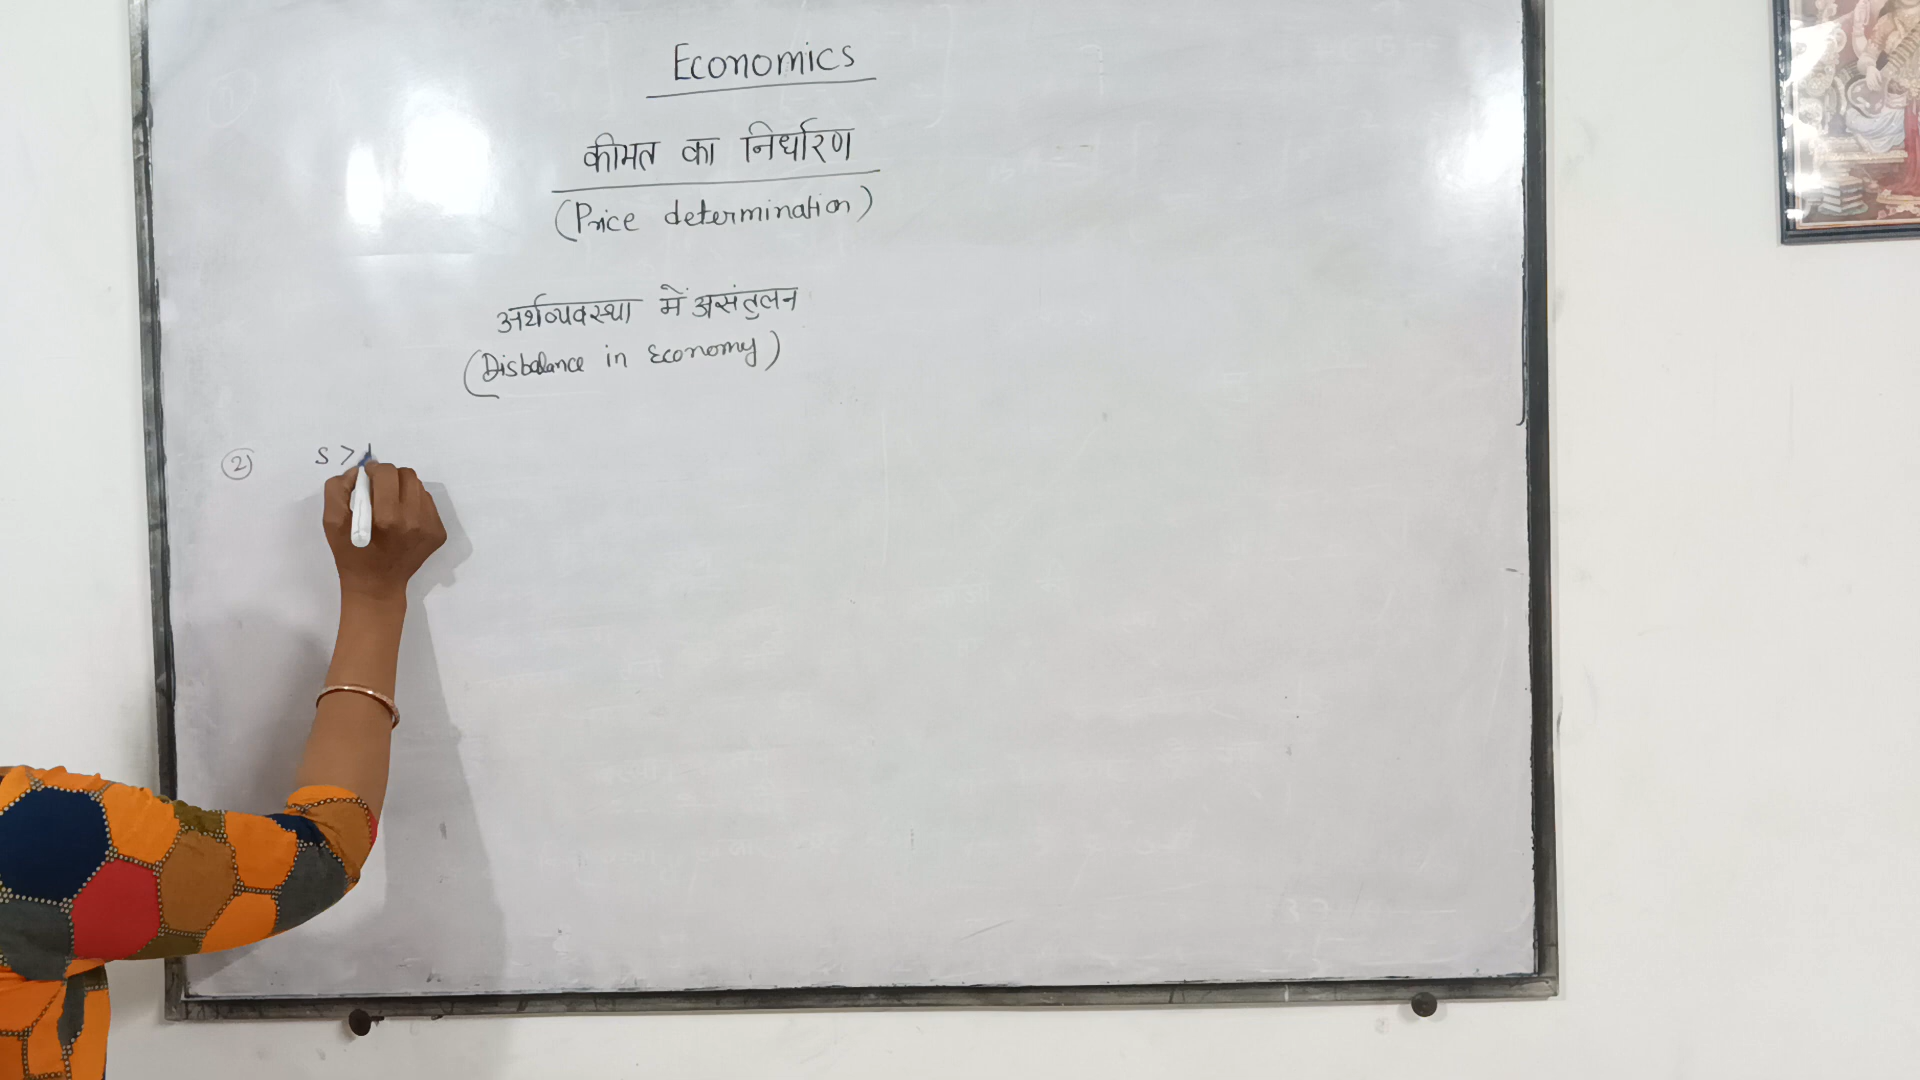 Economics
कीमत का निर्धारण
(Price determination)
अर्थव्यवस्था में असंतुलन
(Disbalance in Economy)
② S >